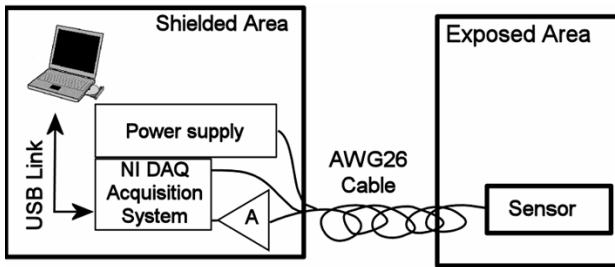 Shielded Area
Exposed Area
Power supply
USB Link
NI DAQ
Acquisition
System
A
AWG26
Cable
Sensor